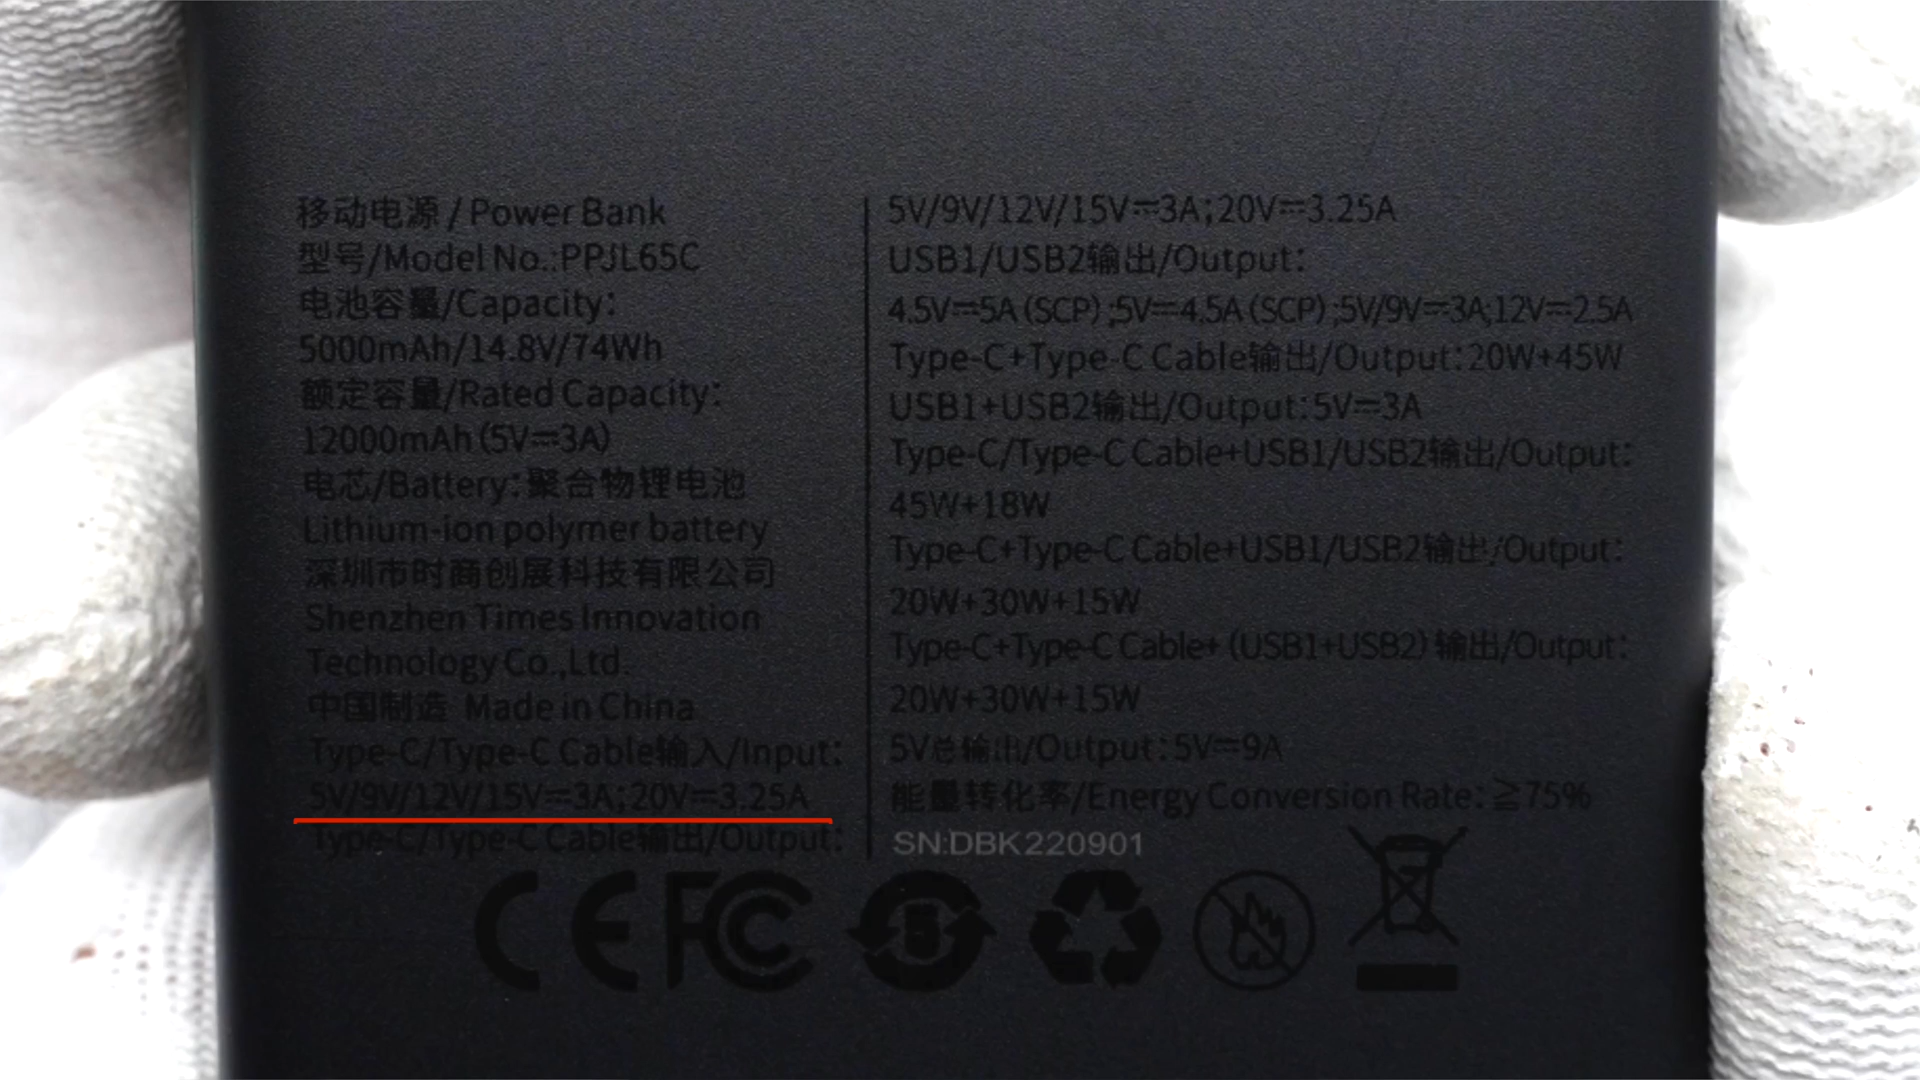 移动电源 / Power Bank
型号/Model No.:PPJL65C
电池容量/Capacity:
5000mAh/14.8V/74Wh
额定容量/Rated Capacity:
12000mAh (5V⎓3A)
电芯/Battery:聚合物锂电池
Lithium-ion polymer battery
深圳市时商创展科技有限公司
Shenzhen Times Innovation
Technology Co.,Ltd.
中国制造 Made in China
Type-C/Type-C Cable输入/Input:
5V/9V/12V/15V⎓3A;20V⎓3.25A
Type-C/Type-C Cable输出/Output:
5V/9V/12V/15V⎓3A;20V⎓3.25A
USB1/USB2输出/Output:
4.5V⎓5A (SCP) ;5V⎓4.5A (SCP) ;5V/9V⎓3A;12V⎓2.5A
Type-C+Type-C Cable输出/Output:20W+45W
USB1+USB2输出/Output:5V⎓3A
Type-C/Type-C Cable+USB1/USB2输出/Output:
45W+18W
Type-C+Type-C Cable+USB1/USB2输出/Output:
20W+30W+15W
Type-C+Type-C Cable+ (USB1+USB2) 输出/Output:
20W+30W+15W
5V总输出/Output:5V⎓9A
能量转化率/Energy Conversion Rate:≧75%
SN:DBK220901
CE FC